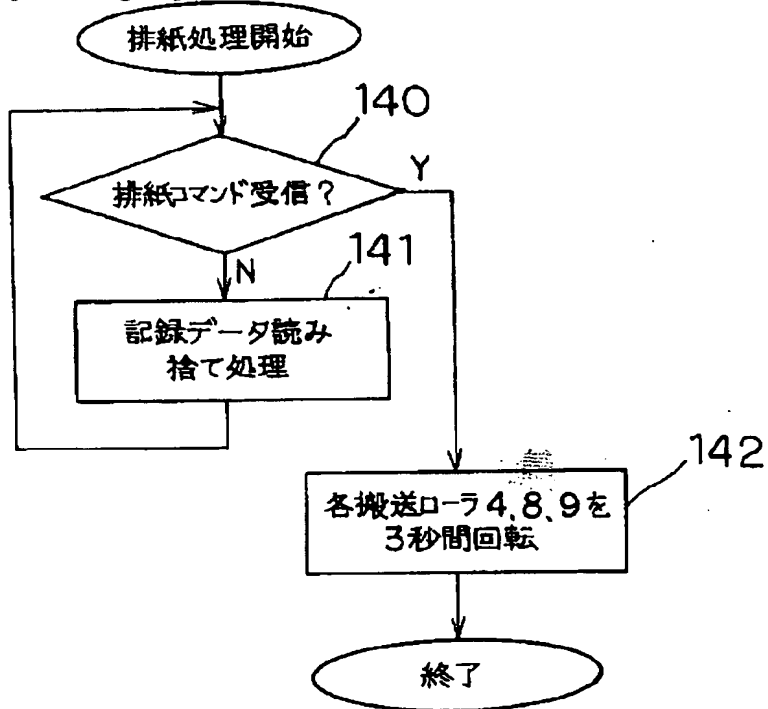 排紙処理開始
140
排紙コマンド受信?
Y
N
141
記録データ読み
捨て処理
142
各搬送ローラ4、8、9を
3秒間回転
終了